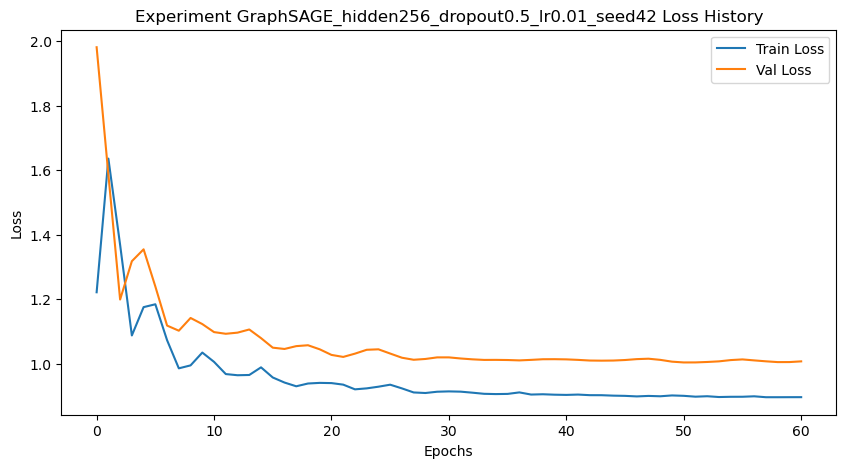 Experiment GraphSAGE_hidden256_dropout0.5_lr0.01_seed42 Loss History
Train Loss
Val Loss
Loss
2.0
1.8
1.6
1.4
1.2
1.0
0 10 20 30 40 50 60
Epochs